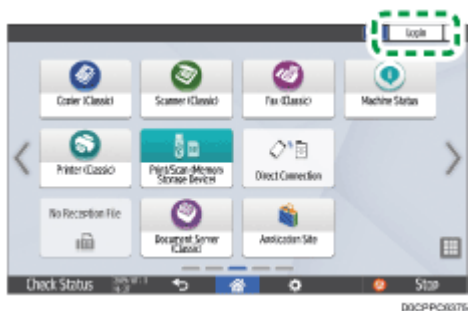 Login
Copier (Classic)
Scanner (Classic)
Fax (Classic)
Machine Status
Printer (Classic)
Print/Scan (Memory
Storage Device)
Direct Connection
No Reception File
Document Server
(Classic)
Application Site
Check Status
Stop